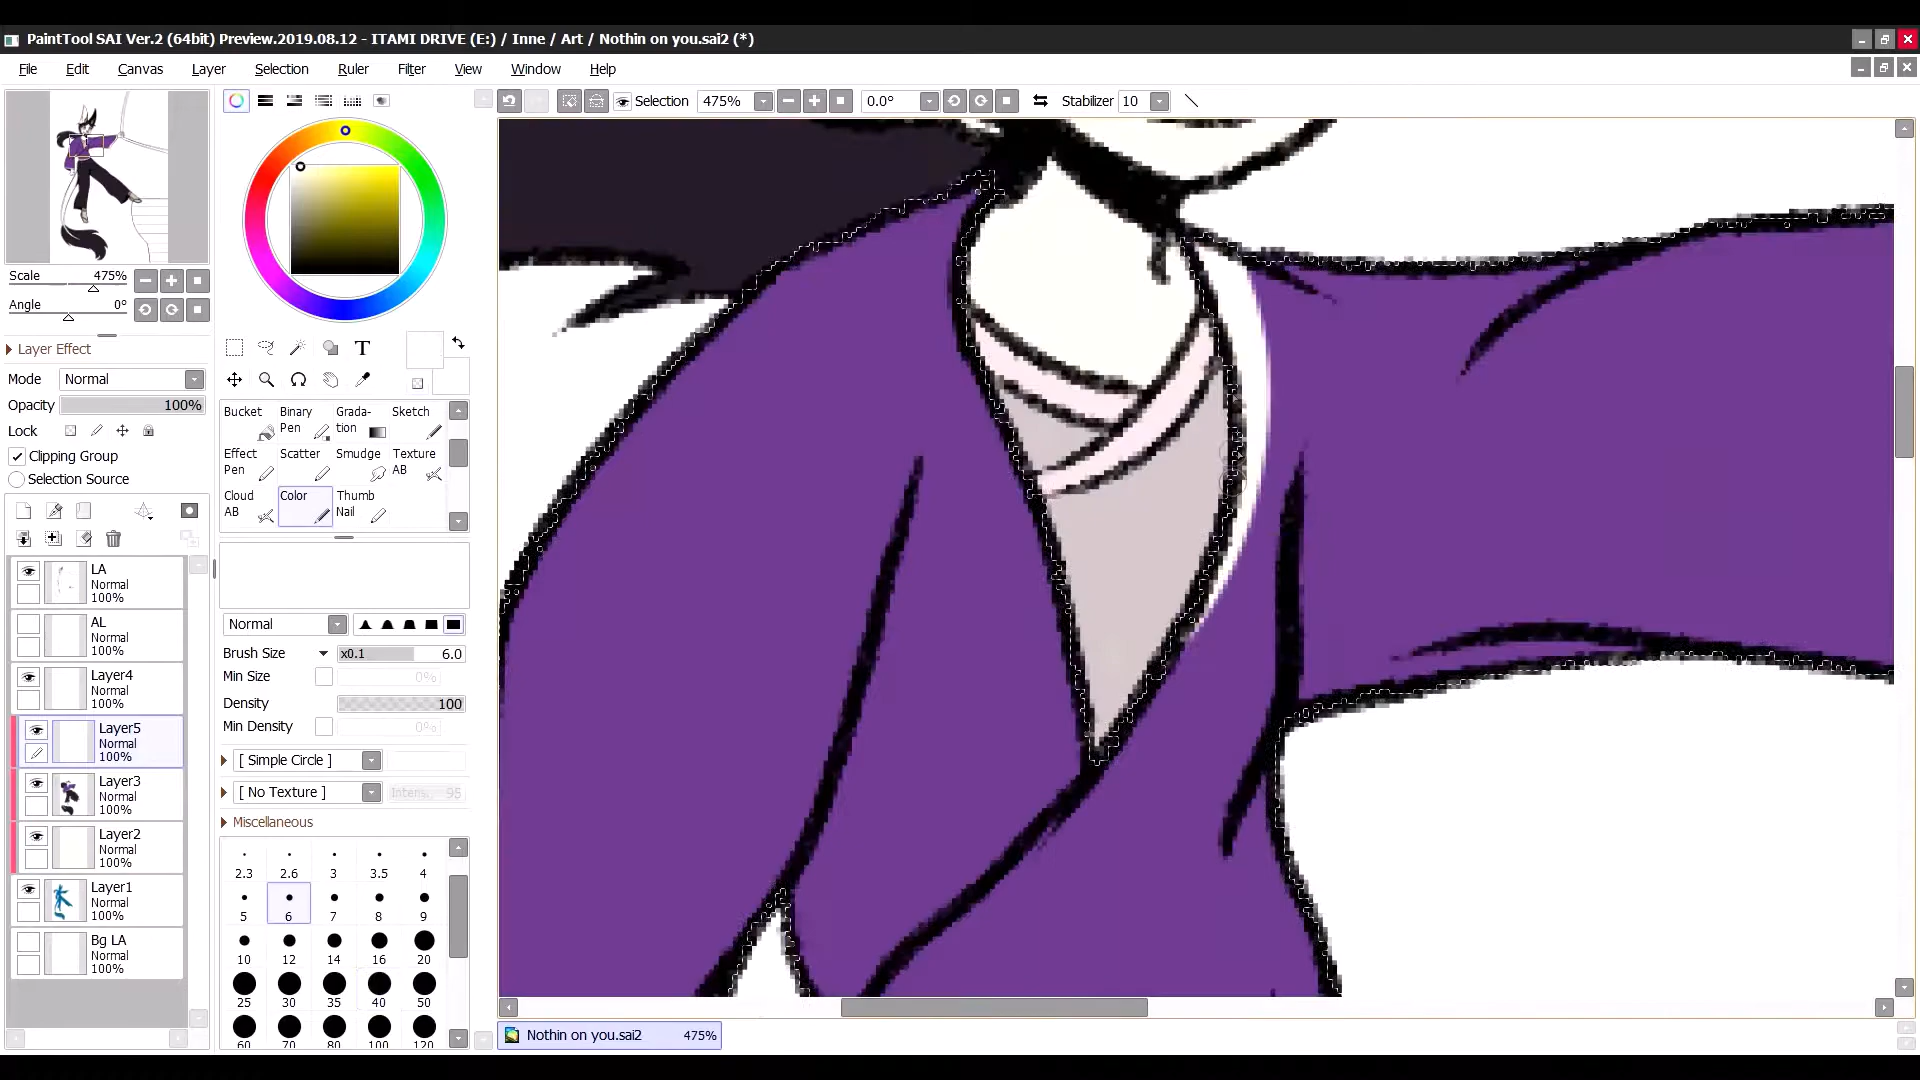 PaintTool SAI Ver.2 (64bit) Preview.2019.08.12 - ITAMI DRIVE (E:) / Inne / Art / Nothin on you.sai2 (*)
File Edit Canvas Layer Selection Ruler Filter View Window Help
Selection 475% 0.0° Stabilizer 10
Scale 475%
Angle 0°
Layer Effect
Mode Normal
Opacity 100%
Lock
Clipping Group
Selection Source
LA
Normal
100%
AL
Normal
100%
Layer4
Normal
100%
Layer5
Normal
100%
Layer3
Normal
100%
Layer2
Normal
100%
Layer1
Normal
100%
Bg LA
Normal
100%
T
Bucket Binary Pen Grada-tion Sketch
Effect Pen Scatter Smudge Texture AB
Cloud AB Color Thumb Nail
Normal
Brush Size x0.1 6.0
Min Size 0%
Density 100
Min Density 0%
[ Simple Circle ]
[ No Texture ] Intens. 95
Miscellaneous
2.3 2.6 3 3.5 4
5 6 7 8 9
10 12 14 16 20
25 30 35 40 50
60 70 80 100 120
Nothin on you.sai2 475%